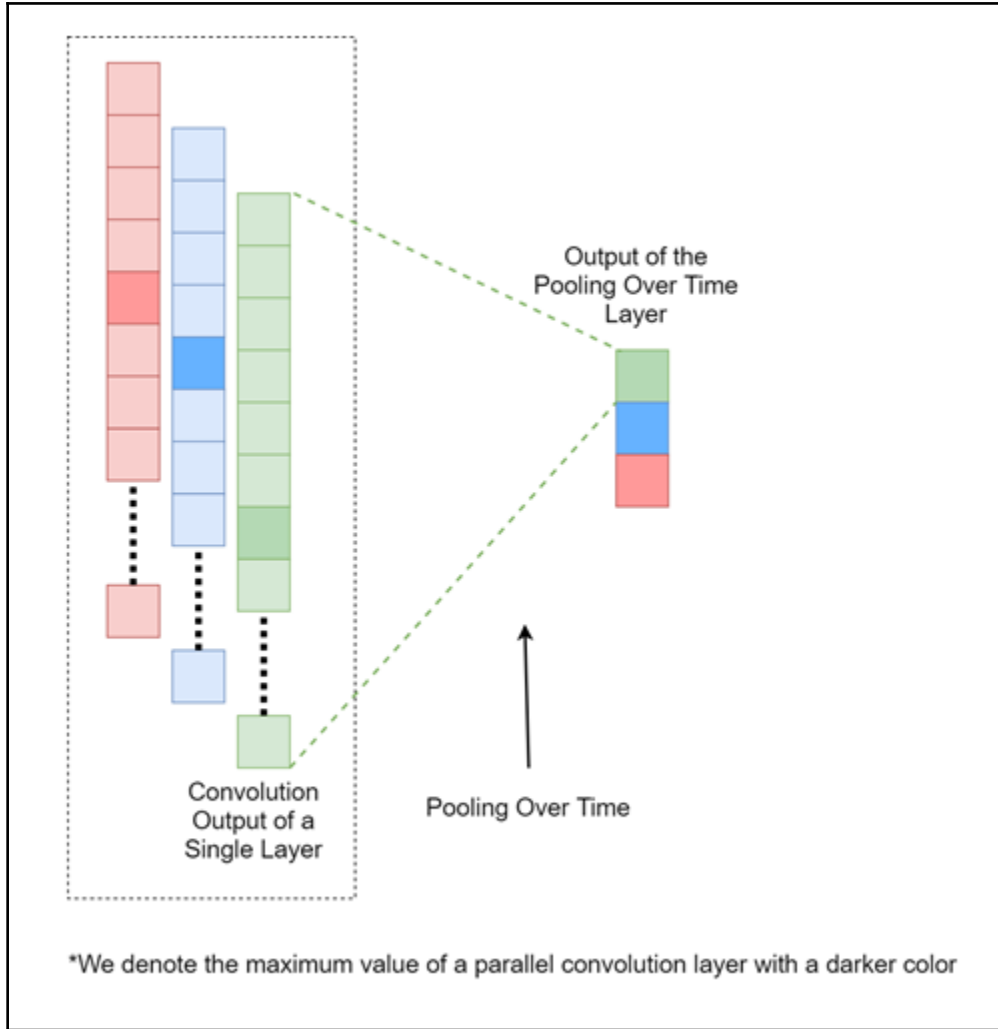 Output of the
Pooling Over Time
Layer
Convolution
Output of a
Single Layer
Pooling Over Time
*We denote the maximum value of a parallel convolution layer with a darker color